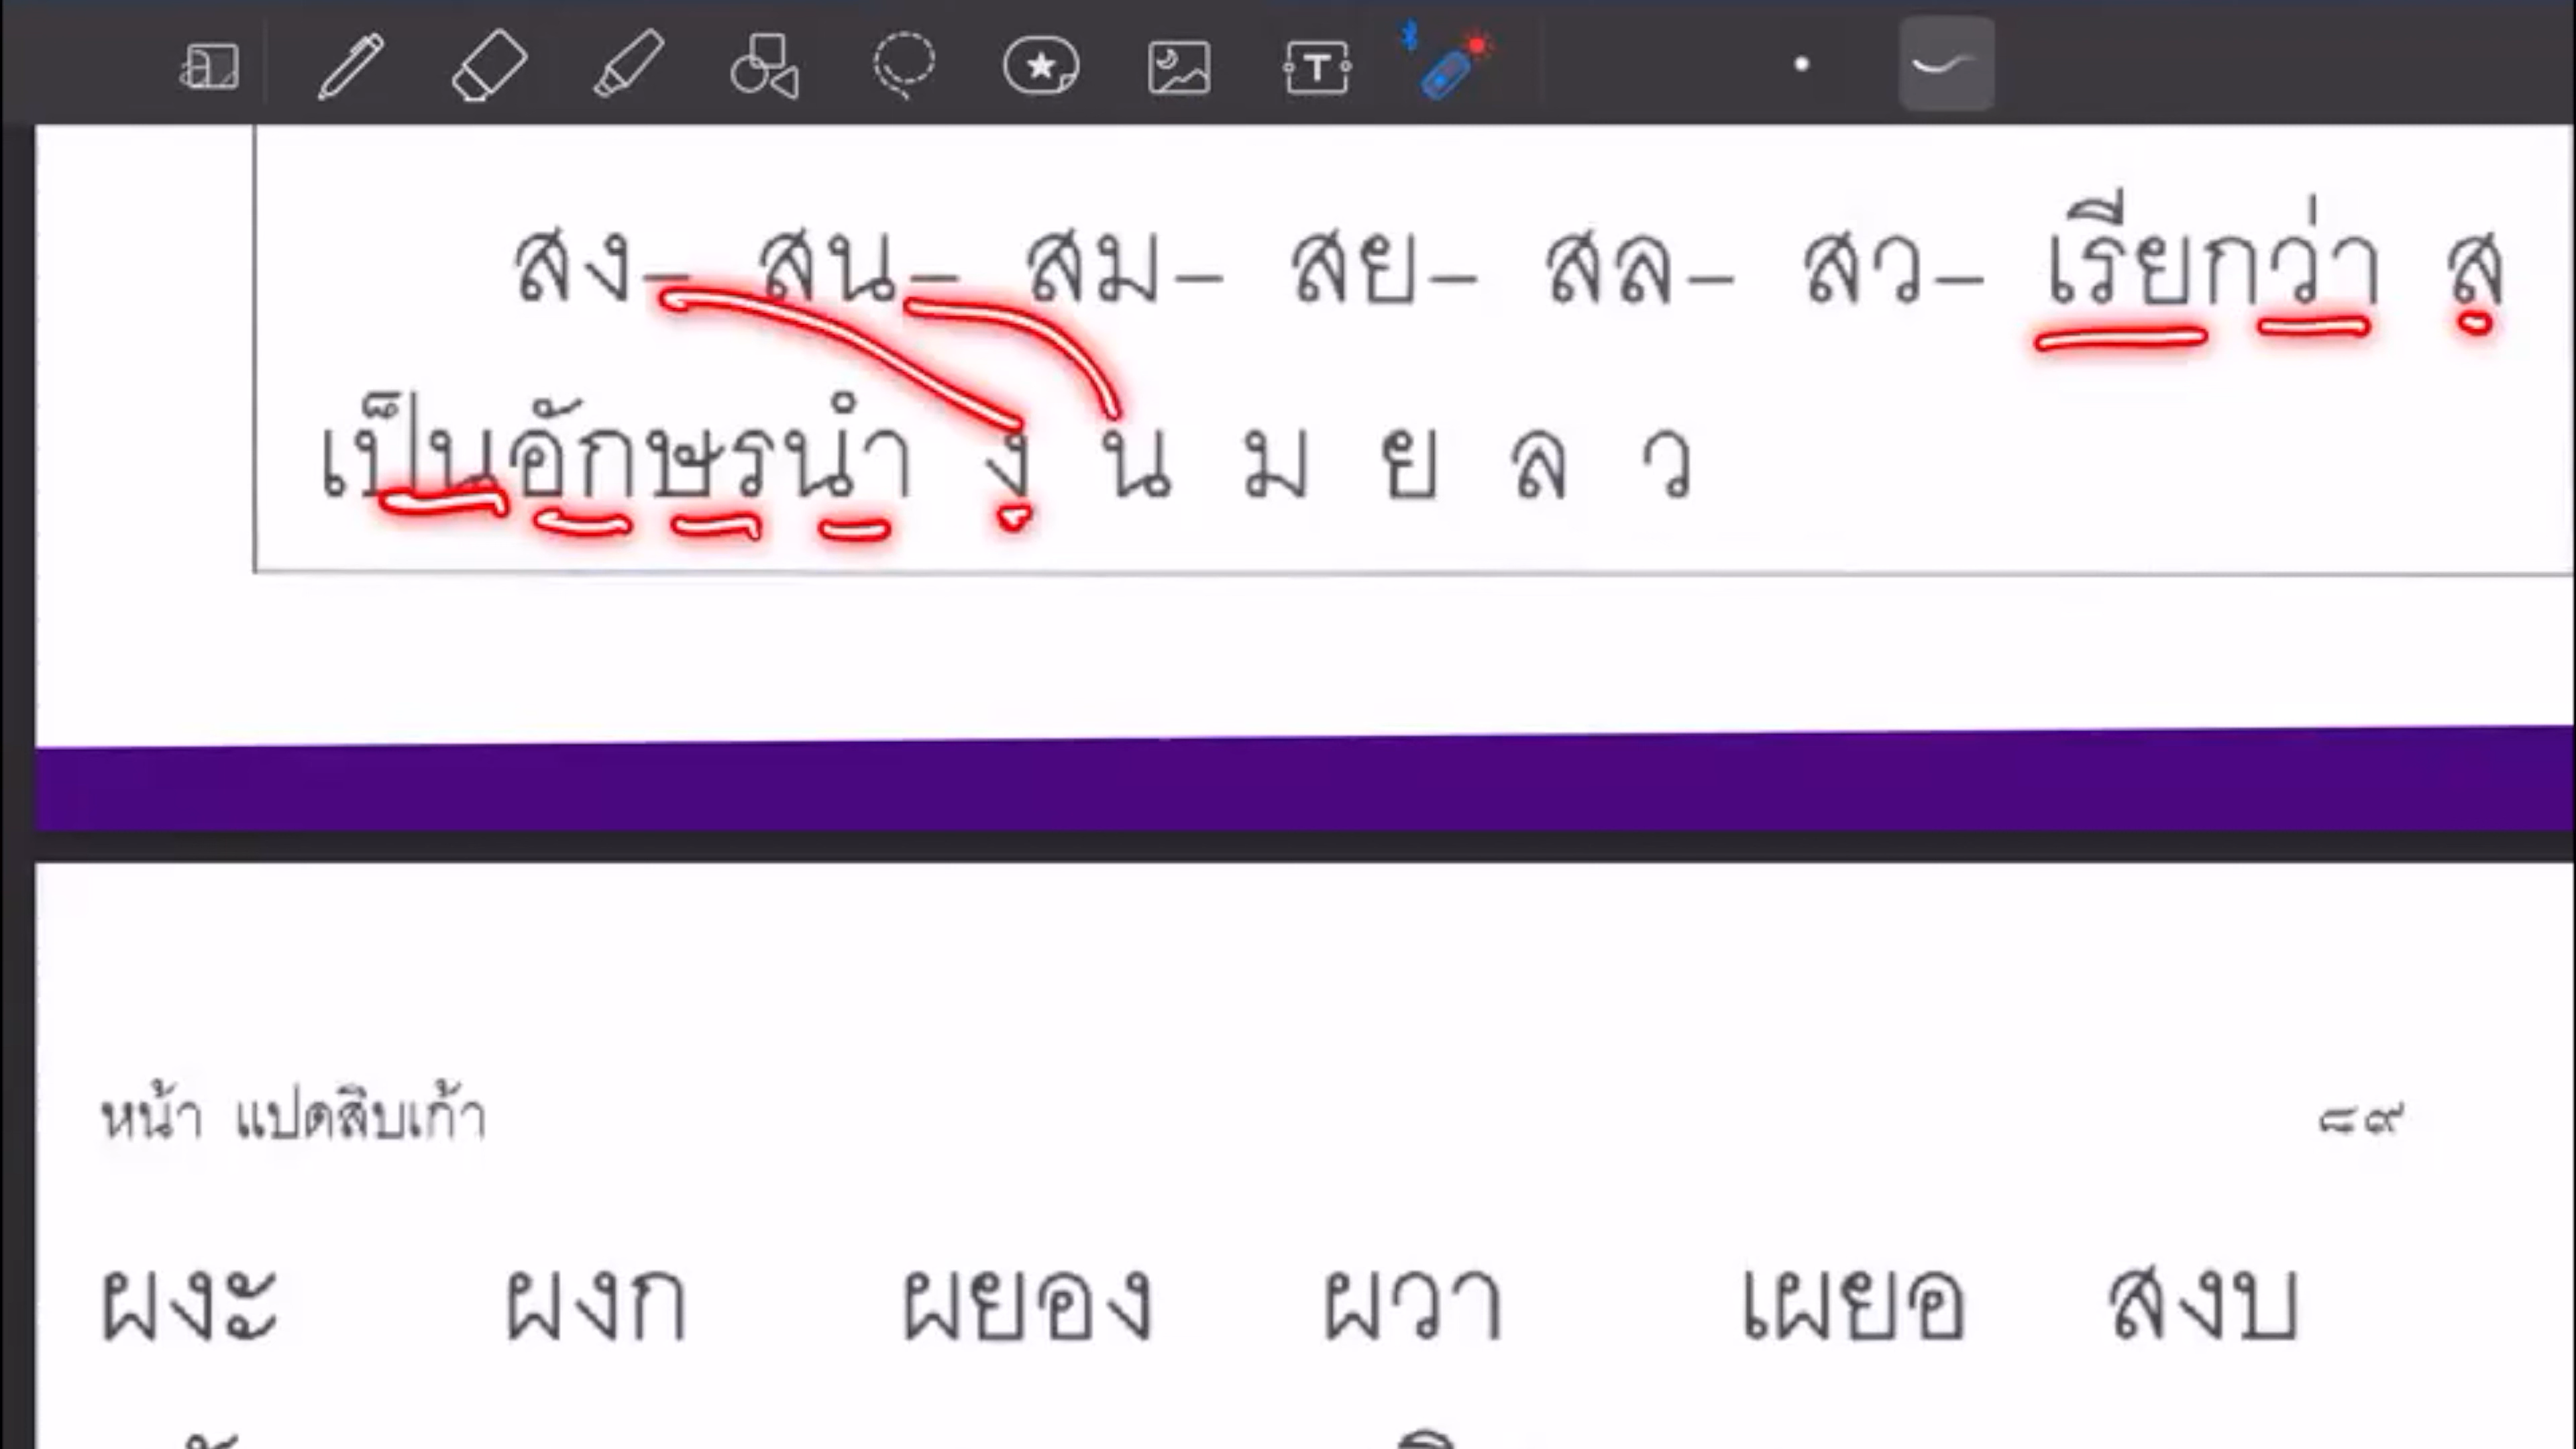 สง– สน– สม– สย– สล– สว– เรียกว่า ส
เป็นอักษรนำ ง น ม ย ล ว
หน้า แปดสิบเก้า ๘๙
ผงะ ผงก ผยอง ผวา เผยอ สงบ